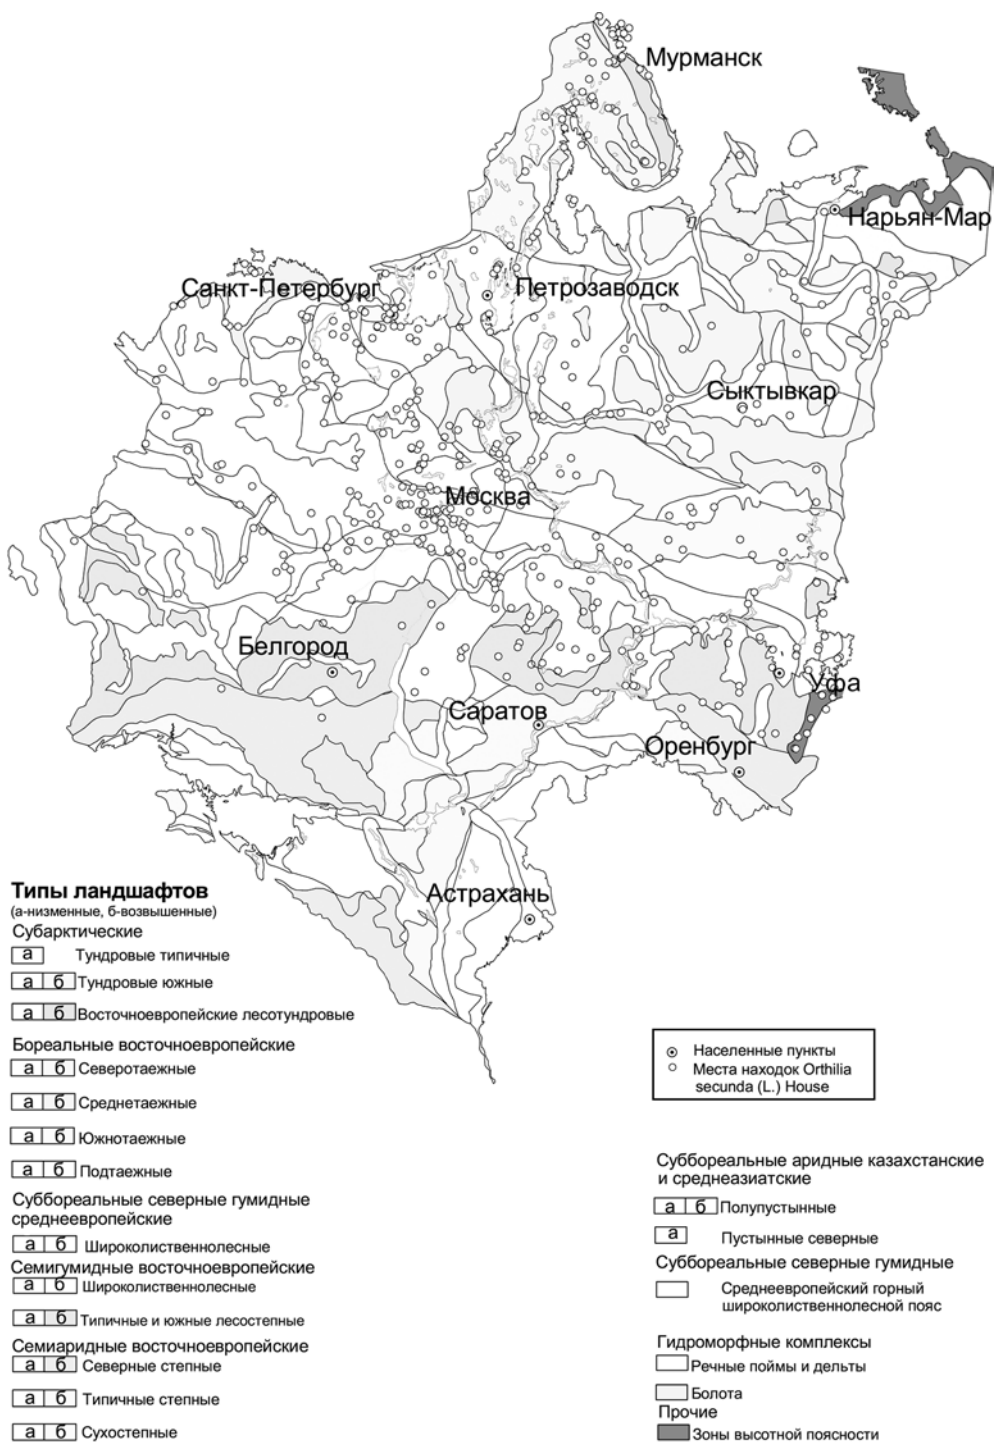 Мурманск
Нарьян-Мар
Санкт-Петербург
Петрозаводск
Сыктывкар
Москва
Белгород
Уфа
Саратов
Оренбург
Астрахань
Типы ландшафтов
(а-низменные, б-возвышенные)
Субарктические
а Тундровые типичные
а б Тундровые южные
а б Восточноевропейские лесотундровые
Бореальные восточноевропейские
а б Северотаежные
а б Среднетаежные
а б Южнотаежные
а б Подтаежные
Суббореальные северные гумидные
среднеевропейские
а б Широколиственнолесные
Семигумидные восточноевропейские
а б Широколиственнолесные
а б Типичные и южные лесостепные
Семиаридные восточноевропейские
а б Северные степные
а б Типичные степные
а б Сухостепные
Населенные пункты
Места находок Orthilia
secunda (L.) House
Суббореальные аридные казахстанские
и среднеазиатские
а б Полупустынные
а Пустынные северные
Суббореальные северные гумидные
Среднеевропейский горный
широколиственнолесной пояс
Гидроморфные комплексы
Речные поймы и дельты
Болота
Прочие
Зоны высотной поясности